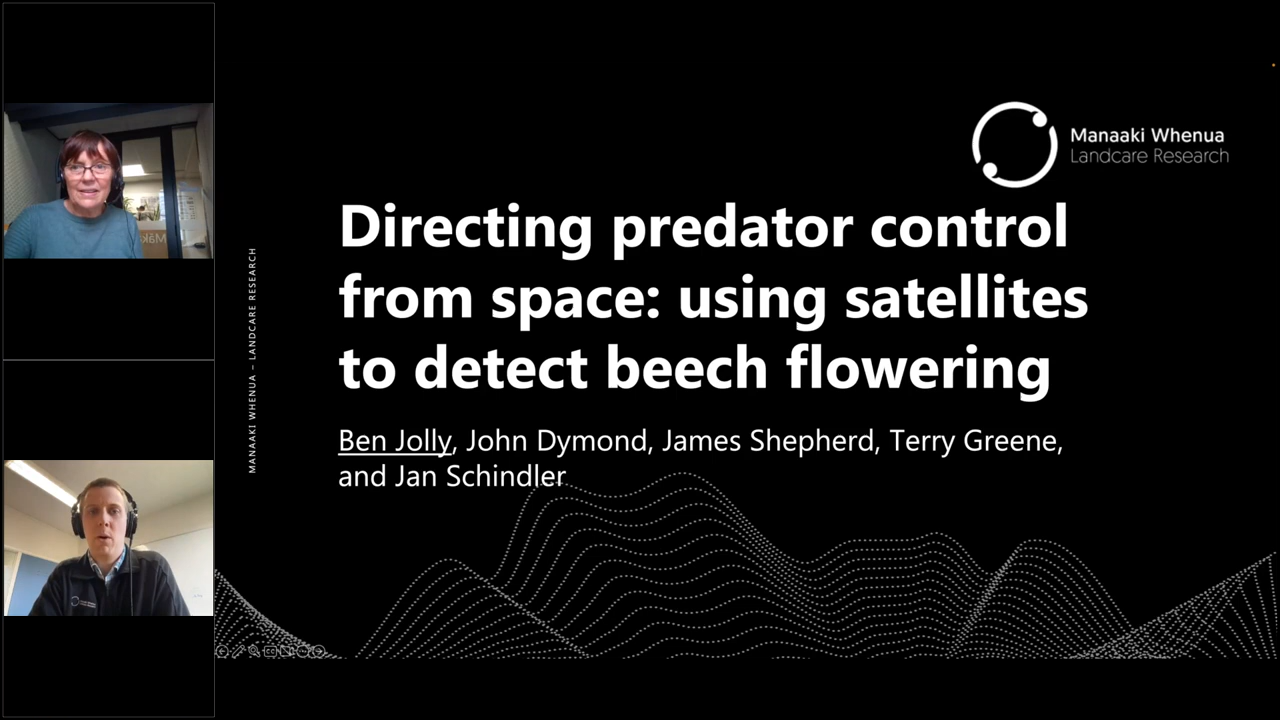 Manaaki Whenua
Landcare Research
Directing predator control
from space: using satellites
to detect beech flowering
Ben Jolly, John Dymond, James Shepherd, Terry Greene,
and Jan Schindler
MANAAKI WHENUA – LANDCARE RESEARCH